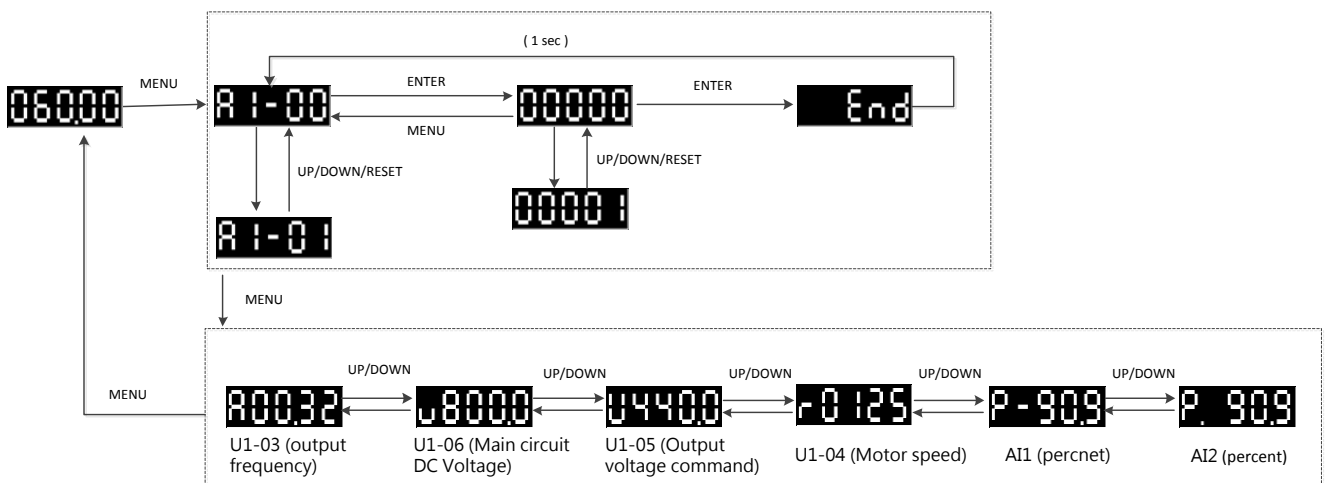 ( 1 sec )
060.00
MENU
A1-00
ENTER
MENU
00000
ENTER
End
UP/DOWN/RESET
UP/DOWN/RESET
A1-01
00001
MENU
MENU
UP/DOWN
UP/DOWN
UP/DOWN
UP/DOWN
UP/DOWN
A00.32
u800.0
U440.0
r0125
P-90.9
P. 90.9
U1-03 (output
frequency)
U1-06 (Main circuit
DC Voltage)
U1-05 (Output
voltage command)
U1-04 (Motor speed)
AI1 (percnet)
AI2 (percent)